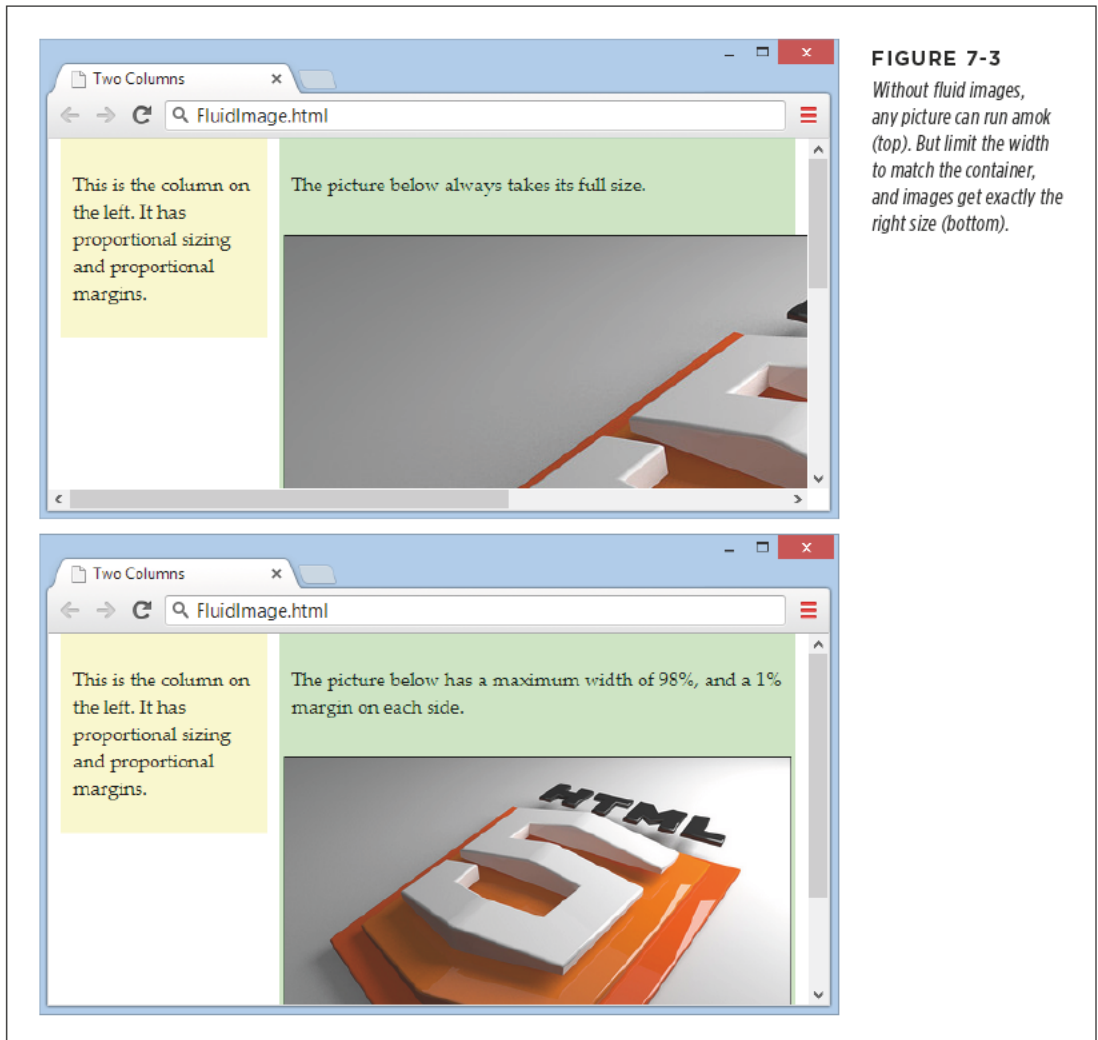 Two Columns
FluidImage.html
This is the column on
the left. It has
proportional sizing
and proportional
margins.
The picture below always takes its full size.
Two Columns
FluidImage.html
This is the column on
the left. It has
proportional sizing
and proportional
margins.
The picture below has a maximum width of 98%, and a 1%
margin on each side.
HTML
5
FIGURE 7-3
Without fluid images,
any picture can run amok
(top). But limit the width
to match the container,
and images get exactly the
right size (bottom).